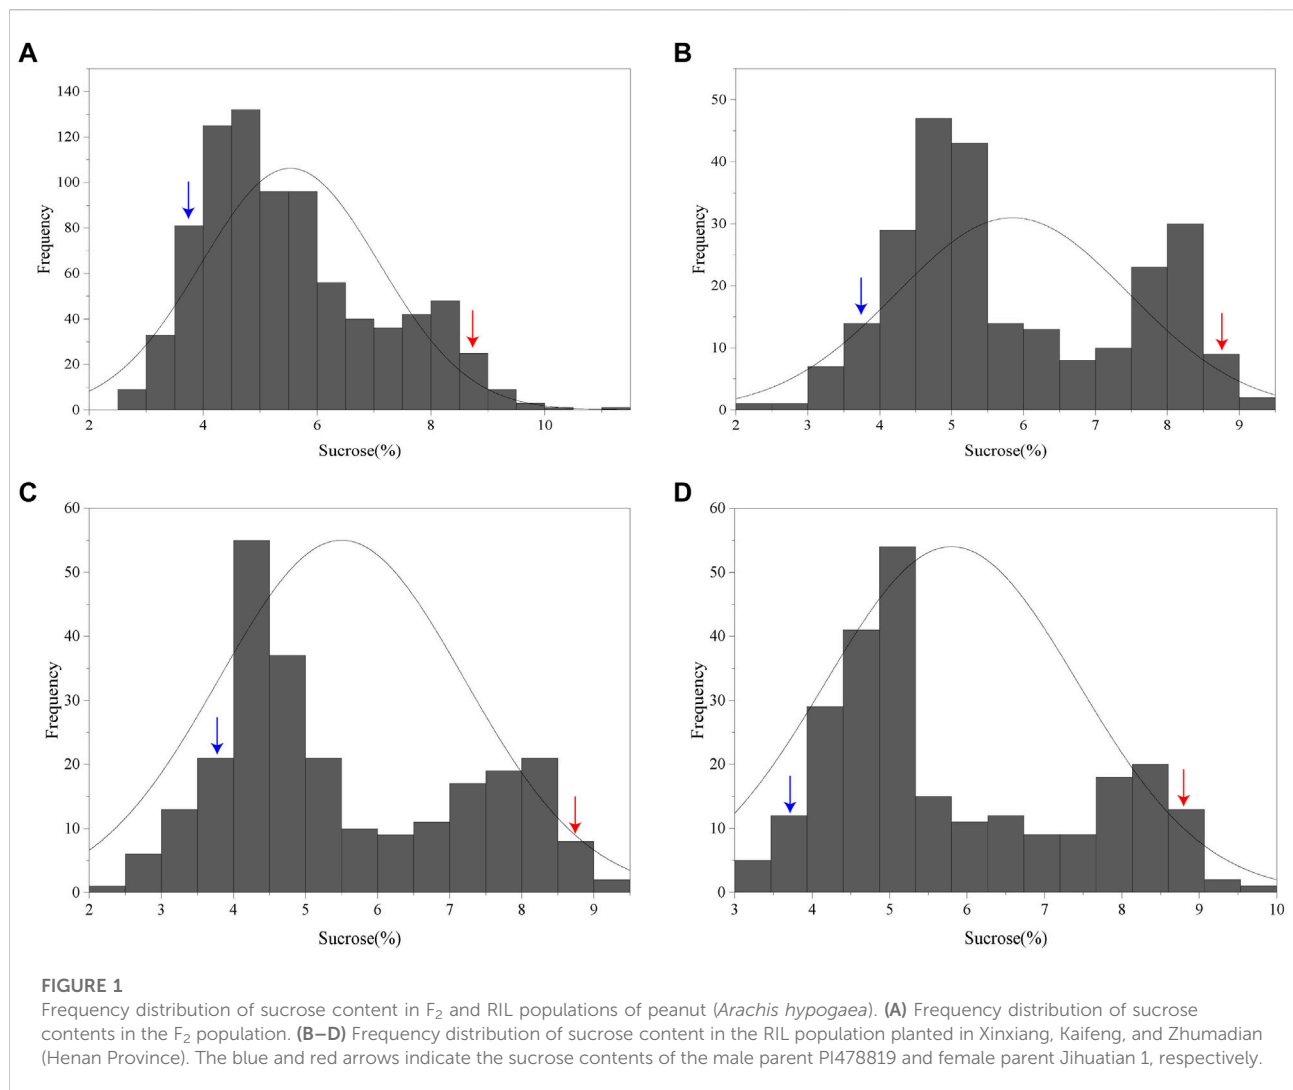 A
140
120
100
80
60
40
20
0
Frequency
2 4 6 8 10
Sucrose(%)
B
50
40
30
20
10
0
Frequency
2 3 4 5 6 7 8 9
Sucrose(%)
C
60
50
40
30
20
10
0
Frequency
2 3 4 5 6 7 8 9
Sucrose(%)
D
60
50
40
30
20
10
0
Frequency
3 4 5 6 7 8 9 10
Sucrose(%)
FIGURE 1
Frequency distribution of sucrose content in F₂ and RIL populations of peanut (Arachis hypogaea). (A) Frequency distribution of sucrose
contents in the F₂ population. (B–D) Frequency distribution of sucrose content in the RIL population planted in Xinxiang, Kaifeng, and Zhumadian
(Henan Province). The blue and red arrows indicate the sucrose contents of the male parent PI478819 and female parent Jihuatian 1, respectively.